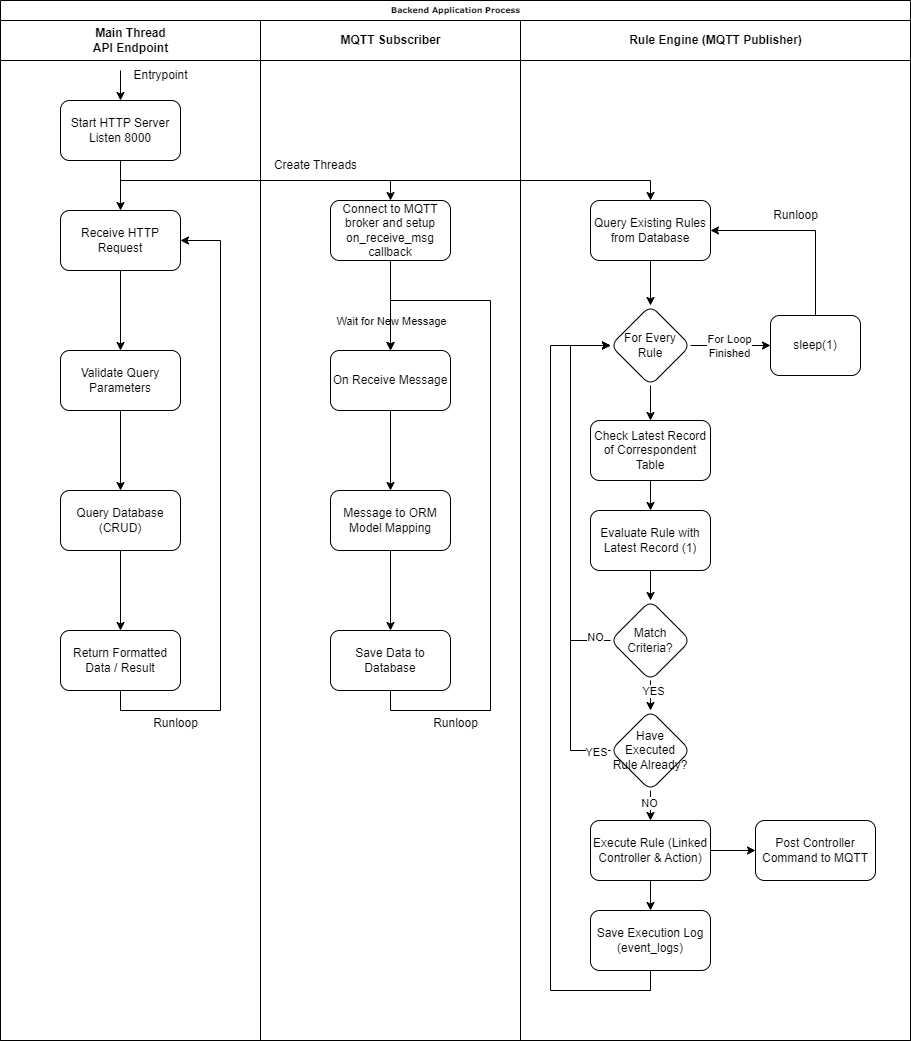 Backend Application Process
Main Thread
API Endpoint
MQTT Subscriber
Rule Engine (MQTT Publisher)
Entrypoint
Start HTTP Server
Listen 8000
Create Threads
Receive HTTP
Request
Validate Query
Parameters
Query Database
(CRUD)
Return Formatted
Data / Result
Runloop
Connect to MQTT
broker and setup
on_receive_msg
callback
Wait for New Message
On Receive Message
Message to ORM
Model Mapping
Save Data to
Database
Runloop
Query Existing Rules
from Database
Runloop
For Every
Rule
For Loop
Finished
sleep(1)
Check Latest Record
of Correspondent
Table
Evaluate Rule with
Latest Record (1)
Match
Criteria?
NO
YES
Have
Executed
Rule Already?
YES
NO
Execute Rule (Linked
Controller & Action)
Post Controller
Command to MQTT
Save Execution Log
(event_logs)